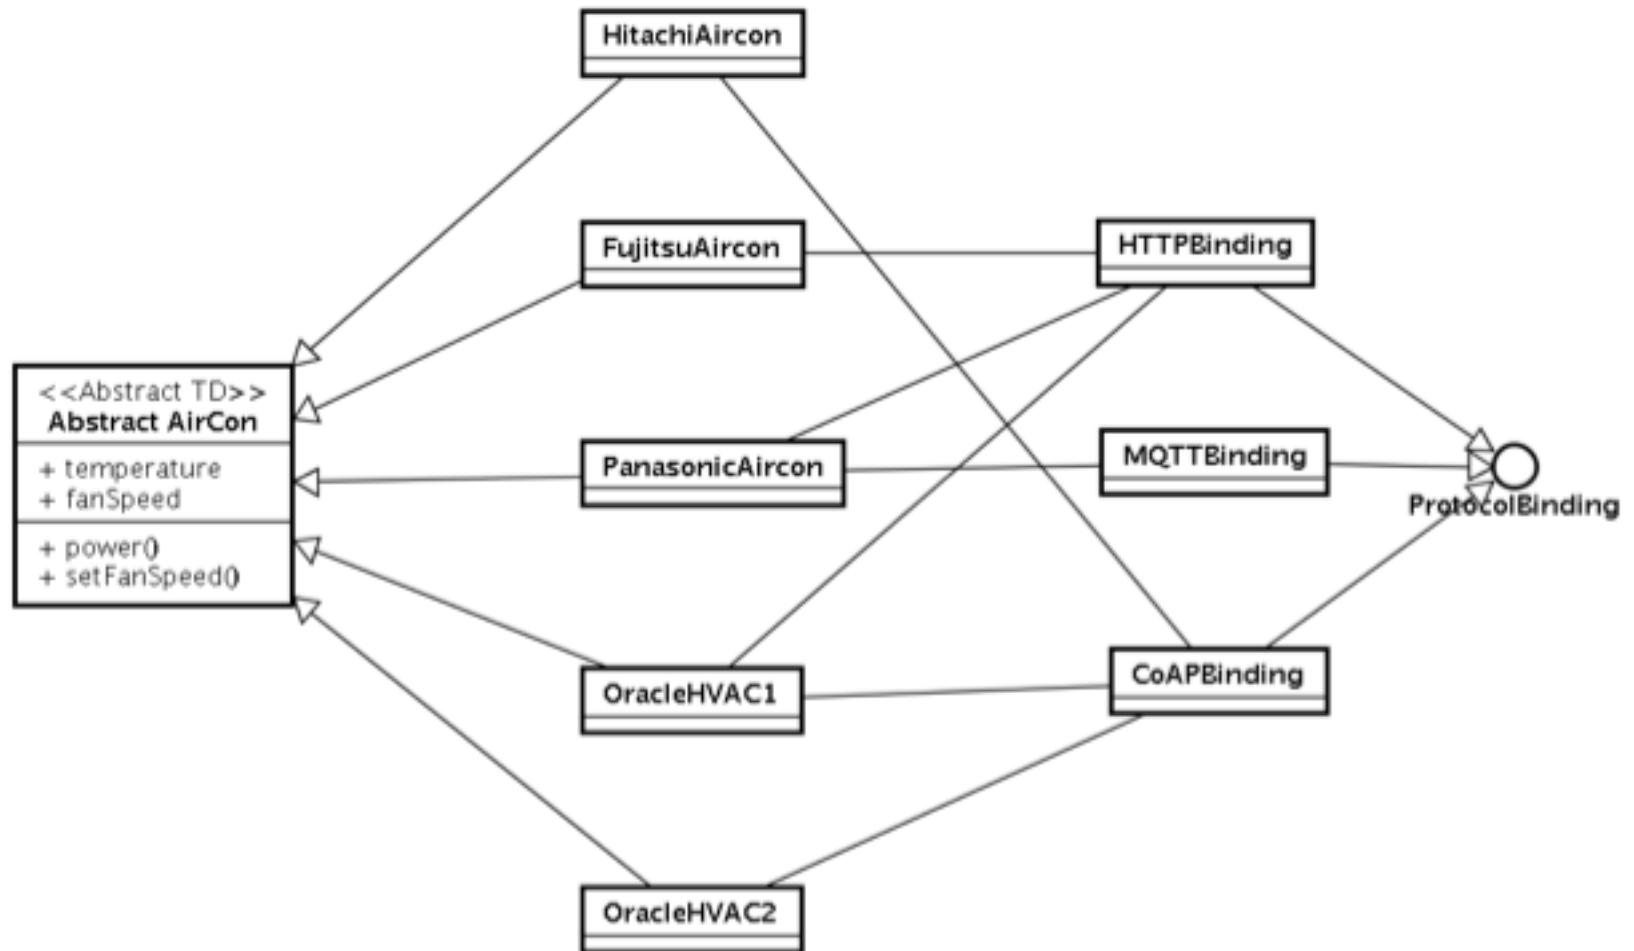 HitachiAircon
FujitsuAircon
HTTPBinding
<<Abstract TD>>
Abstract AirCon
+ temperature
+ fanSpeed
+ power()
+ setFanSpeed()
PanasonicAircon
MQTTBinding
ProtocolBinding
OracleHVAC1
CoAPBinding
OracleHVAC2